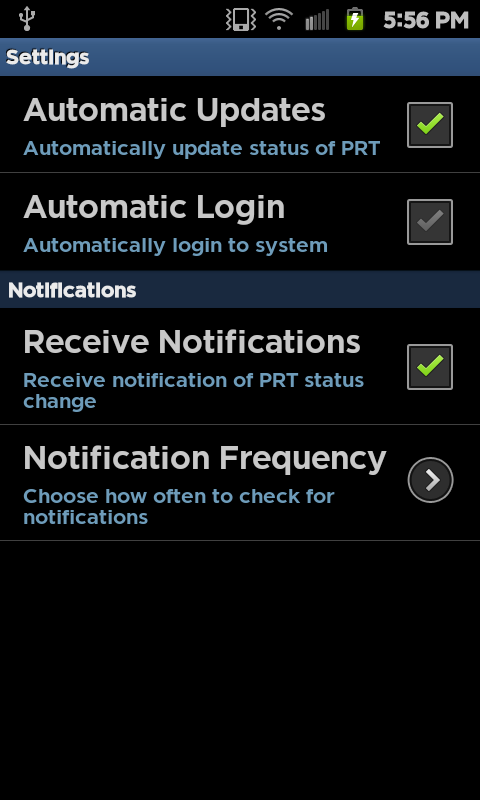 5:56 PM
Settings
Automatic Updates
Automatically update status of PRT
Automatic Login
Automatically login to system
Notifications
Receive Notifications
Receive notification of PRT status
change
Notification Frequency
Choose how often to check for
notifications